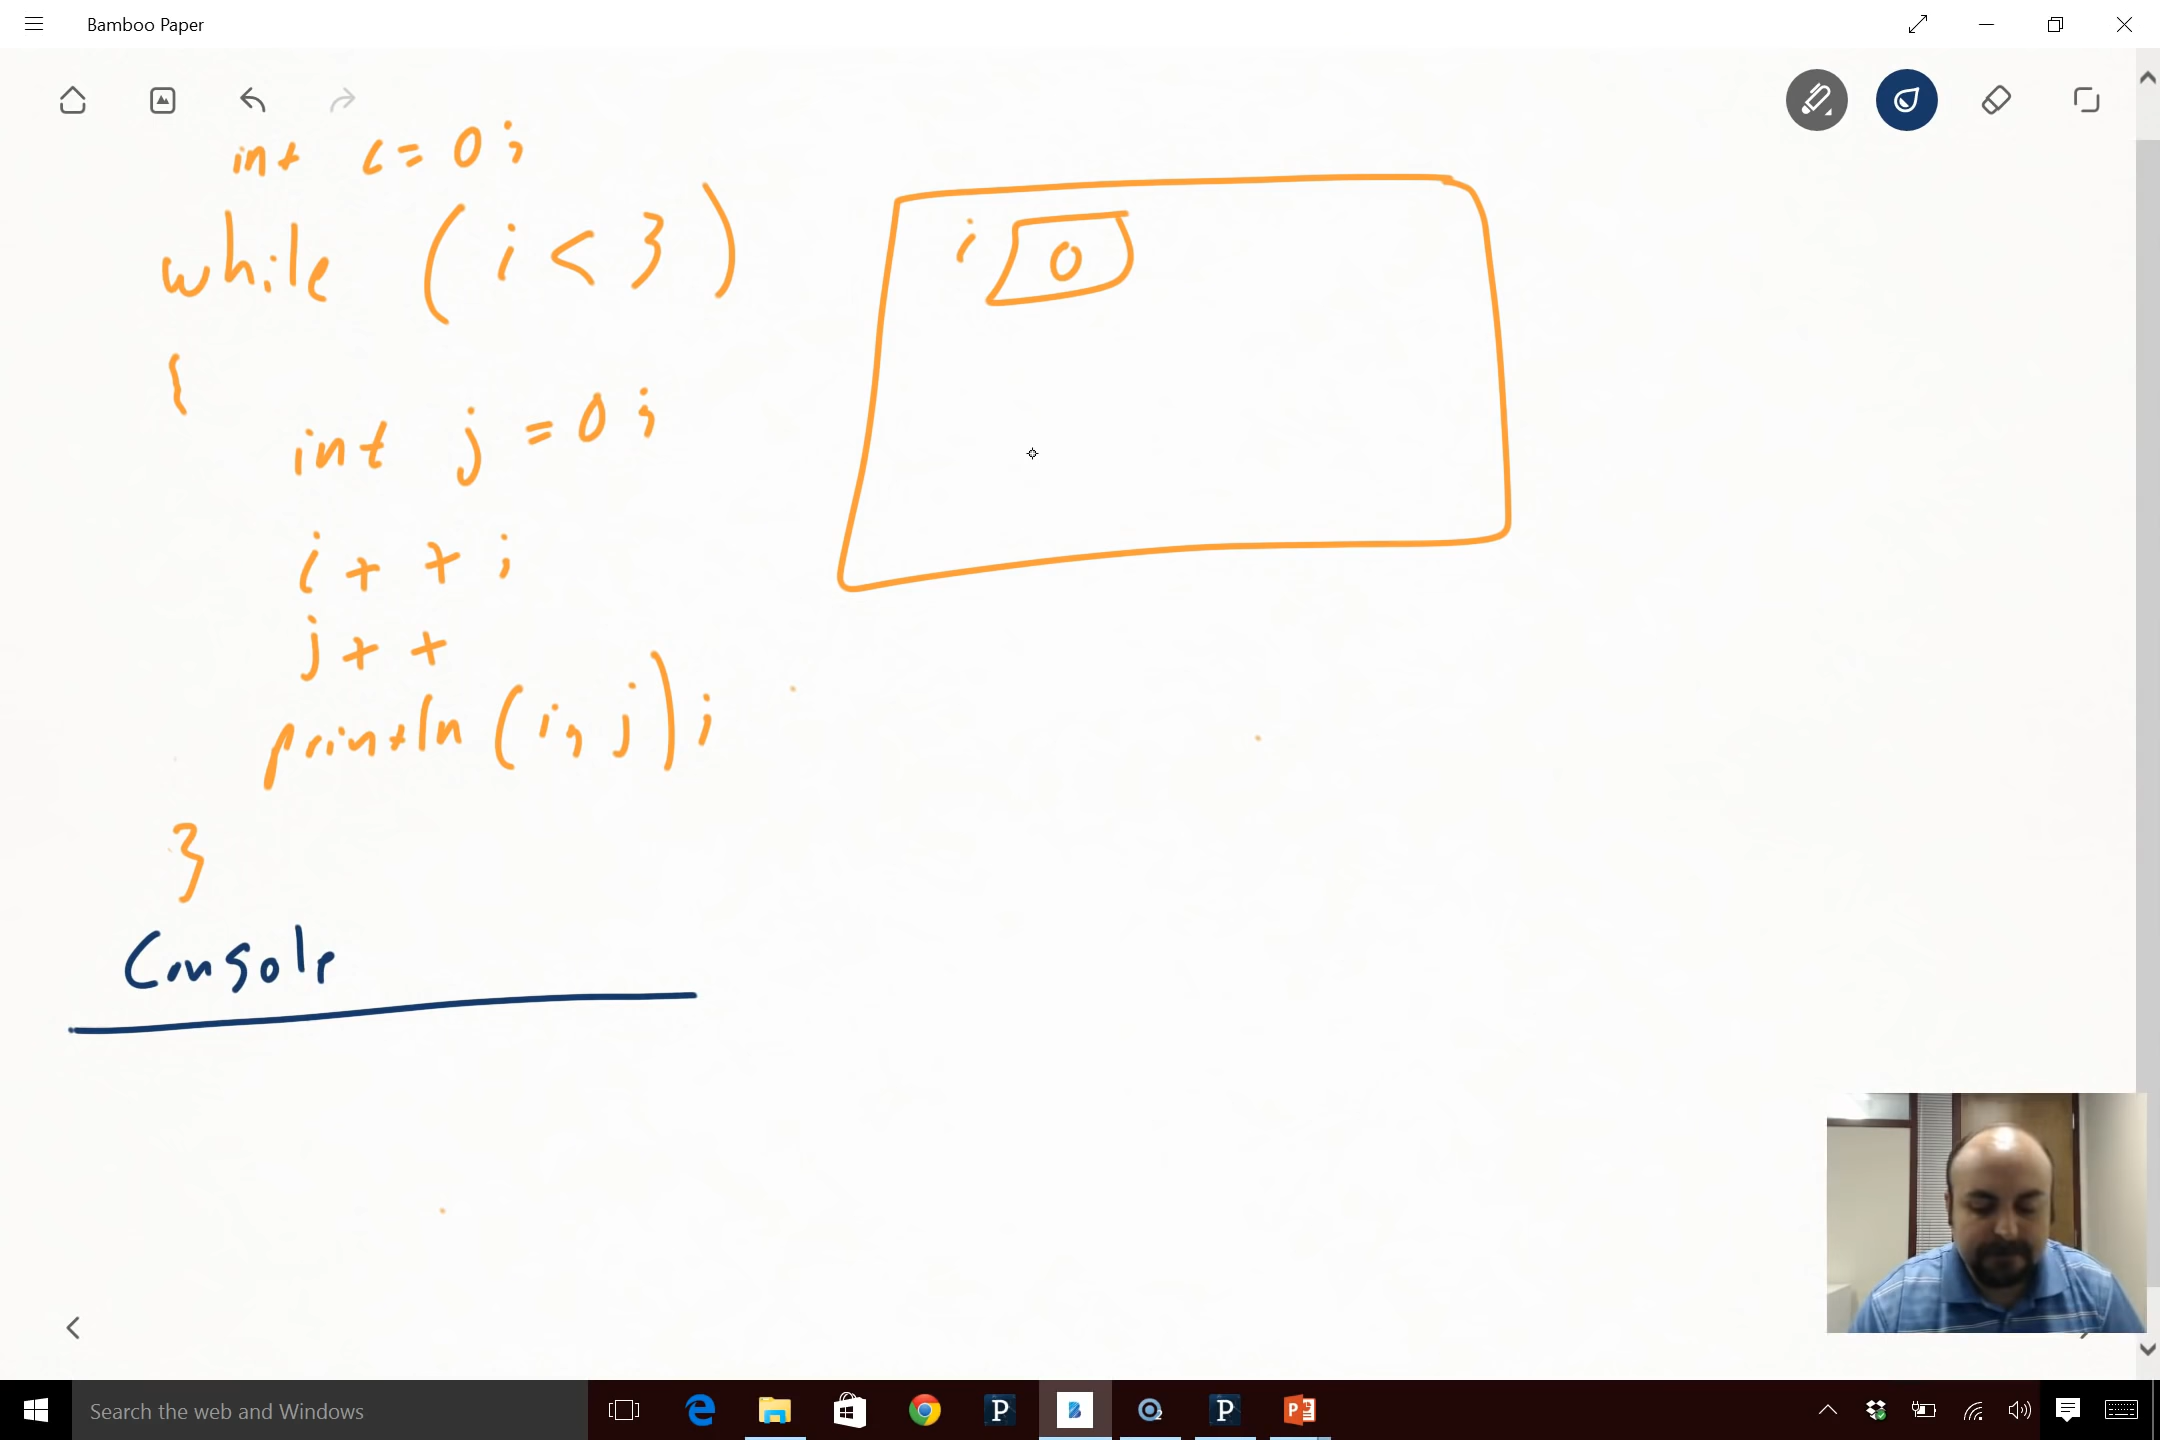 Bamboo Paper
int i = 0 ;
while ( i < 3 )
i 0
{
int j = 0 ;
i + + ;
j + +
println ( i, j ) ;
}
Console
Search the web and Windows